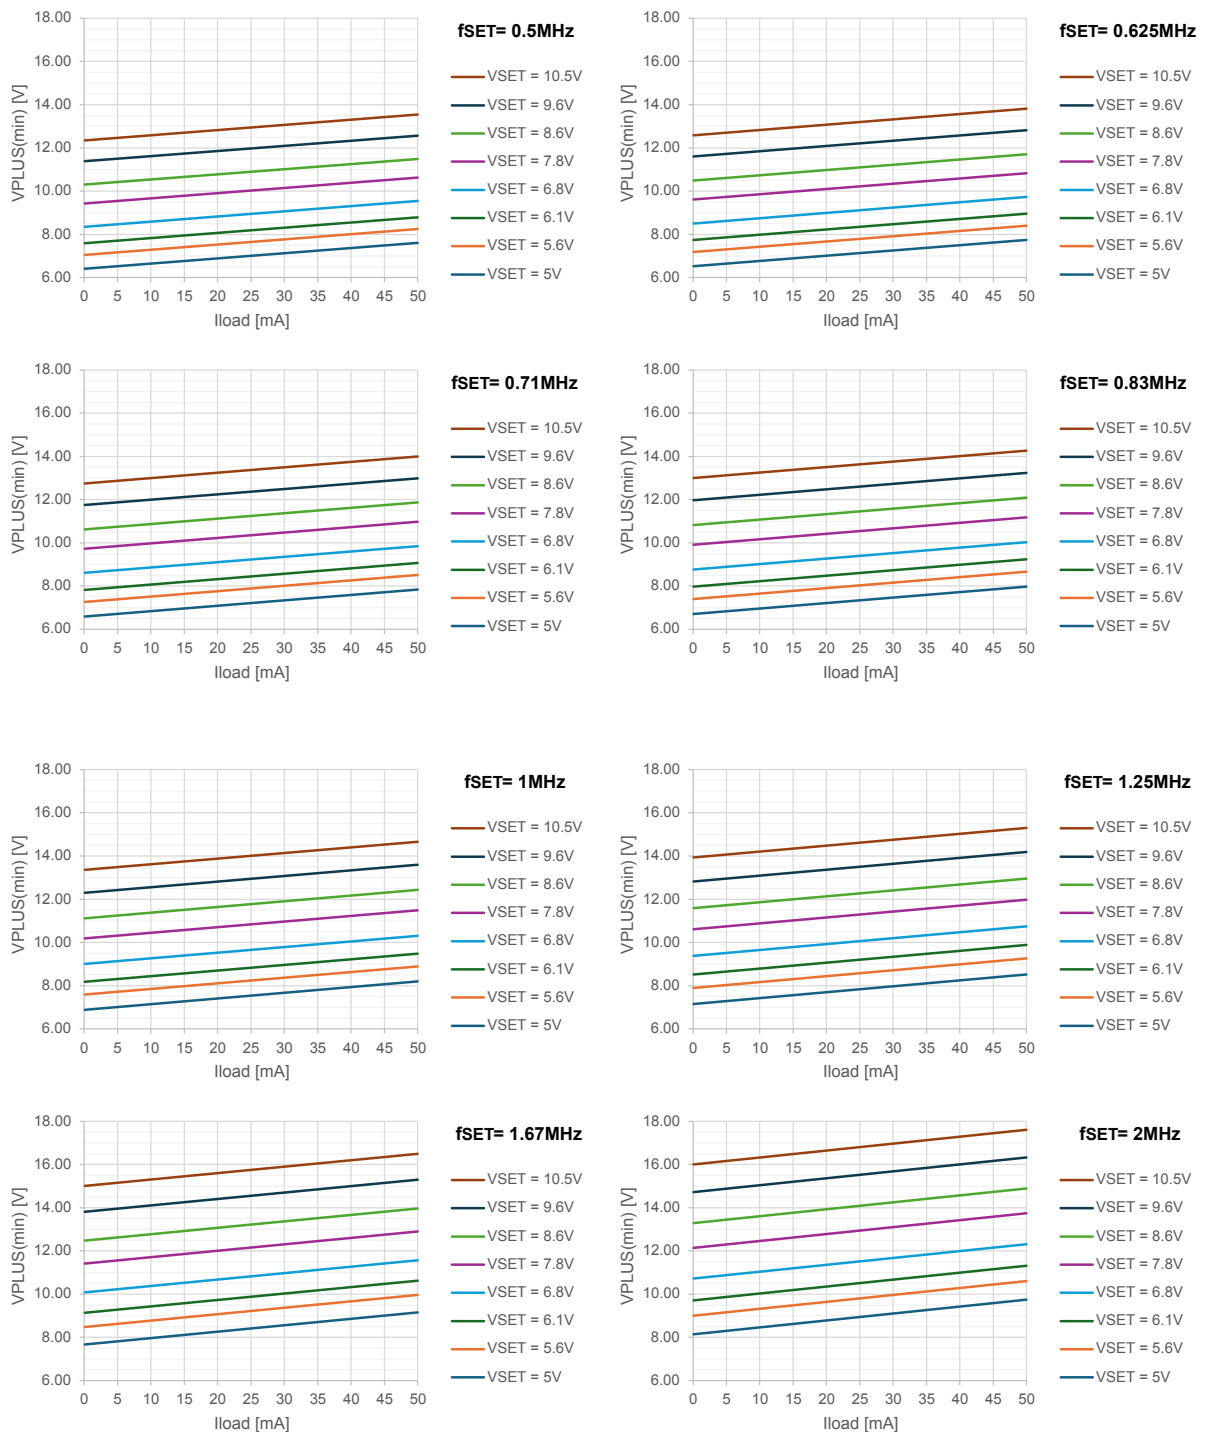 fSET= 0.5MHz
VPLUS(min) [V]
18.00
16.00
14.00
12.00
10.00
8.00
6.00
0 5 10 15 20 25 30 35 40 45 50
Iload [mA]
VSET = 10.5V
VSET = 9.6V
VSET = 8.6V
VSET = 7.8V
VSET = 6.8V
VSET = 6.1V
VSET = 5.6V
VSET = 5V
fSET= 0.625MHz
VPLUS(min) [V]
18.00
16.00
14.00
12.00
10.00
8.00
6.00
0 5 10 15 20 25 30 35 40 45 50
Iload [mA]
VSET = 10.5V
VSET = 9.6V
VSET = 8.6V
VSET = 7.8V
VSET = 6.8V
VSET = 6.1V
VSET = 5.6V
VSET = 5V
fSET= 0.71MHz
VPLUS(min) [V]
18.00
16.00
14.00
12.00
10.00
8.00
6.00
0 5 10 15 20 25 30 35 40 45 50
Iload [mA]
VSET = 10.5V
VSET = 9.6V
VSET = 8.6V
VSET = 7.8V
VSET = 6.8V
VSET = 6.1V
VSET = 5.6V
VSET = 5V
fSET= 0.83MHz
VPLUS(min) [V]
18.00
16.00
14.00
12.00
10.00
8.00
6.00
0 5 10 15 20 25 30 35 40 45 50
Iload [mA]
VSET = 10.5V
VSET = 9.6V
VSET = 8.6V
VSET = 7.8V
VSET = 6.8V
VSET = 6.1V
VSET = 5.6V
VSET = 5V
fSET= 1MHz
VPLUS(min) [V]
18.00
16.00
14.00
12.00
10.00
8.00
6.00
0 5 10 15 20 25 30 35 40 45 50
Iload [mA]
VSET = 10.5V
VSET = 9.6V
VSET = 8.6V
VSET = 7.8V
VSET = 6.8V
VSET = 6.1V
VSET = 5.6V
VSET = 5V
fSET= 1.25MHz
VPLUS(min) [V]
18.00
16.00
14.00
12.00
10.00
8.00
6.00
0 5 10 15 20 25 30 35 40 45 50
Iload [mA]
VSET = 10.5V
VSET = 9.6V
VSET = 8.6V
VSET = 7.8V
VSET = 6.8V
VSET = 6.1V
VSET = 5.6V
VSET = 5V
fSET= 1.67MHz
VPLUS(min) [V]
18.00
16.00
14.00
12.00
10.00
8.00
6.00
0 5 10 15 20 25 30 35 40 45 50
Iload [mA]
VSET = 10.5V
VSET = 9.6V
VSET = 8.6V
VSET = 7.8V
VSET = 6.8V
VSET = 6.1V
VSET = 5.6V
VSET = 5V
fSET= 2MHz
VPLUS(min) [V]
18.00
16.00
14.00
12.00
10.00
8.00
6.00
0 5 10 15 20 25 30 35 40 45 50
Iload [mA]
VSET = 10.5V
VSET = 9.6V
VSET = 8.6V
VSET = 7.8V
VSET = 6.8V
VSET = 6.1V
VSET = 5.6V
VSET = 5V